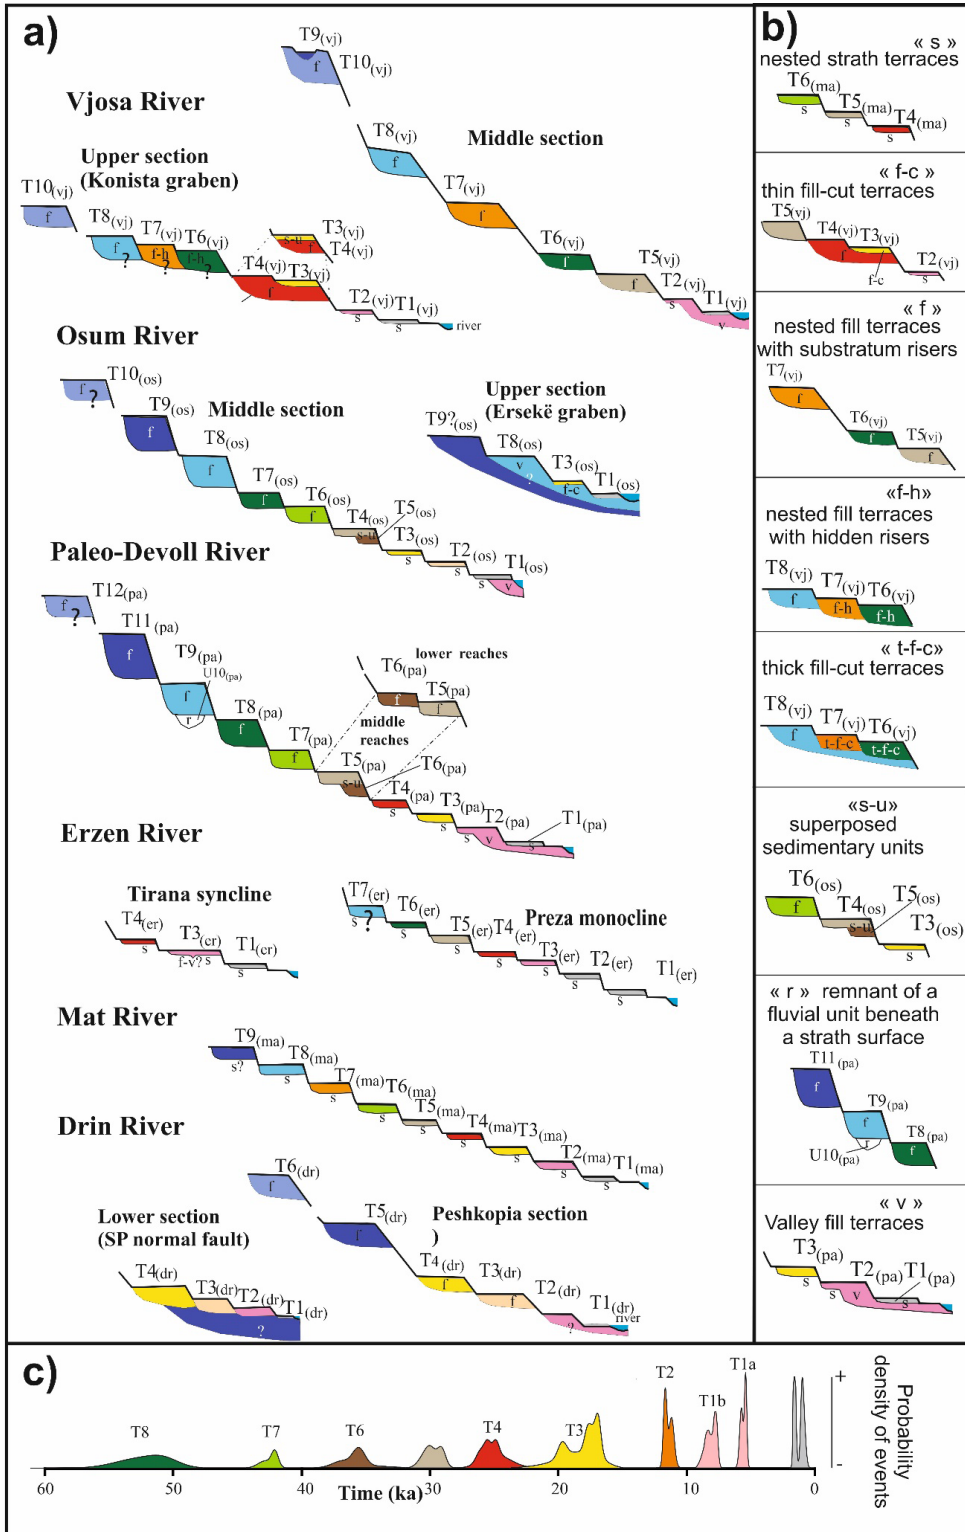 a)
T9(vj)
f
T10(vj)
Vjosa River
Upper section
(Konista graben)
Middle section
T8(vj)
f
T7(vj)
f
T6(vj)
f
T5(vj)
f
T2(vj)
s
T1(vj)
v
T10(vj)
f
T8(vj)
f
?
T7(vj)
f-h
?
T6(vj)
f-h
?
T3(vj)
s-u
f
T4(vj)
T4(vj)
T3(vj)
f
T2(vj)
s
T1(vj)
s
river
Osum River
T10(os)
f
?
T9(os)
f
Middle section
T8(os)
f
T7(os)
f
T6(os)
f
T4(os)
s-u
T5(os)
T3(os)
s
T2(os)
s
T1(os)
s
v
Upper section
(Ersekë graben)
T9?(os)
T8(os)
v
?
T3(os)
f-c
T1(os)
Paleo-Devoll River
T12(pa)
f
?
T11(pa)
f
T9(pa)
U10(pa)
f
r
T8(pa)
f
T7(pa)
f
lower reaches
T6(pa)
f
T5(pa)
f
middle
reaches
T5(pa)
s-u
T6(pa)
T4(pa)
s
T3(pa)
s
T2(pa)
s
v
T1(pa)
s
Erzen River
Tirana syncline
T4(er)
s
T3(cr)
s
f-v?
T1(cr)
s
Preza monocline
T7(er)
s
?
T6(er)
s
T5(er)
s
T4(er)
s
T3(er)
s
T2(er)
s
T1(er)
s
Mat River
T9(ma)
s?
T8(ma)
s
T7(ma)
s
T6(ma)
s
T5(ma)
s
T4(ma)
s
T3(ma)
s
T2(ma)
s
T1(ma)
s
Drin River
Lower section
(SP normal fault)
T4(dr)
T3(dr)
T2(dr)
T1(dr)
?
T6(dr)
f
T5(dr)
f
Peshkopia section
)
T4(dr)
f
T3(dr)
f
T2(dr)
?
T1(dr)
river
b)
« s »
nested strath terraces
T6(ma)
s
T5(ma)
s
T4(ma)
s
« f-c »
thin fill-cut terraces
T5(vj)
T4(vj)
T3(vj)
f
f-c
T2(vj)
s
« f »
nested fill terraces
with substratum risers
T7(vj)
f
T6(vj)
f
T5(vj)
f
«f-h»
nested fill terraces
with hidden risers
T8(vj)
f
T7(vj)
f-h
T6(vj)
f-h
« t-f-c»
thick fill-cut terraces
T8(vj)
f
T7(vj)
t-f-c
T6(vj)
t-f-c
«s-u»
superposed
sedimentary units
T6(os)
f
T4(os)
s-u
T5(os)
T3(os)
s
« r » remnant of a
fluvial unit beneath
a strath surface
T11(pa)
f
T9(pa)
f
r
U10(pa)
T8(pa)
f
« v »
Valley fill terraces
T3(pa)
s
T2(pa)
s
v
T1(pa)
s
c)
T8
T7
T6
T4
T3
T2
T1b
T1a
+
-
Probability
density of events
60
50
40
30
20
10
0
Time (ka)